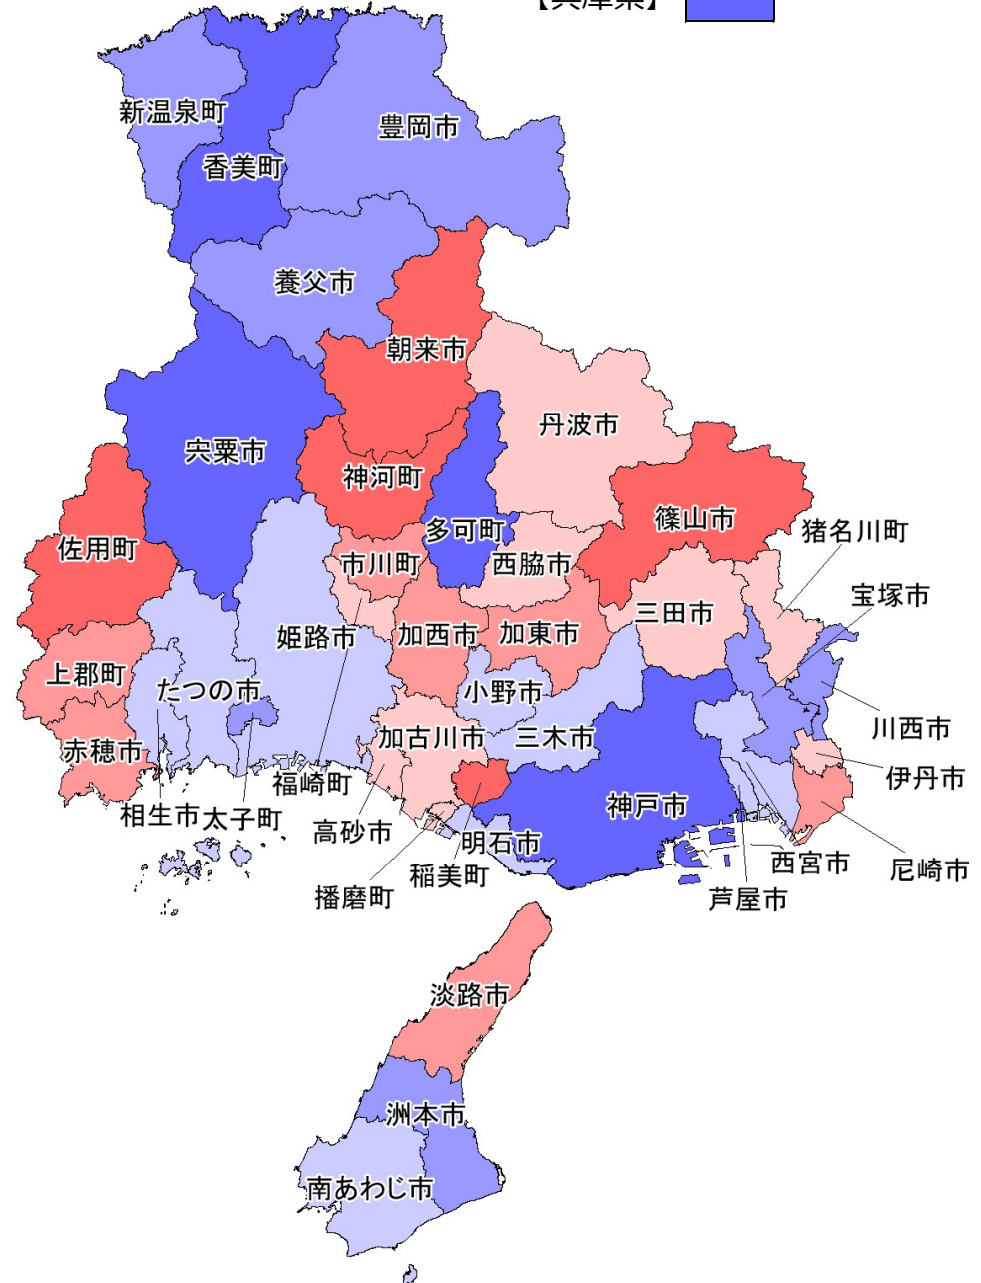 【兵庫県】
新温泉町
豊岡市
香美町
養父市
朝来市
丹波市
宍粟市
神河町
篠山市
多可町
猪名川町
佐用町
市川町
西脇市
宝塚市
三田市
姫路市
加西市
加東市
上郡町
たつの市
小野市
川西市
赤穂市
加古川市
三木市
伊丹市
福崎町
神戸市
相生市
太子町
高砂市
明石市
西宮市
尼崎市
稲美町
播磨町
芦屋市
淡路市
洲本市
南あわじ市